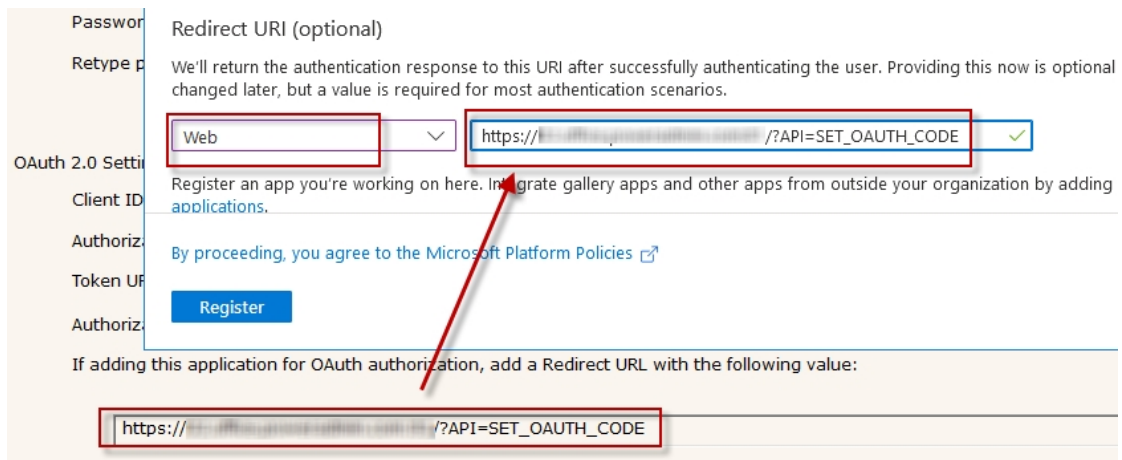 Passwor
Redirect URI (optional)
Retype p
We'll return the authentication response to this URI after successfully authenticating the user. Providing this now is optional
changed later, but a value is required for most authentication scenarios.
Web
https:// /?API=SET_OAUTH_CODE
OAuth 2.0 Settin
Register an app you're working on here. Integrate gallery apps and other apps from outside your organization by adding
Client ID
applications.
Authoriza
By proceeding, you agree to the Microsoft Platform Policies
Token UR
Register
Authoriza
If adding this application for OAuth authorization, add a Redirect URL with the following value:
https:// /?API=SET_OAUTH_CODE